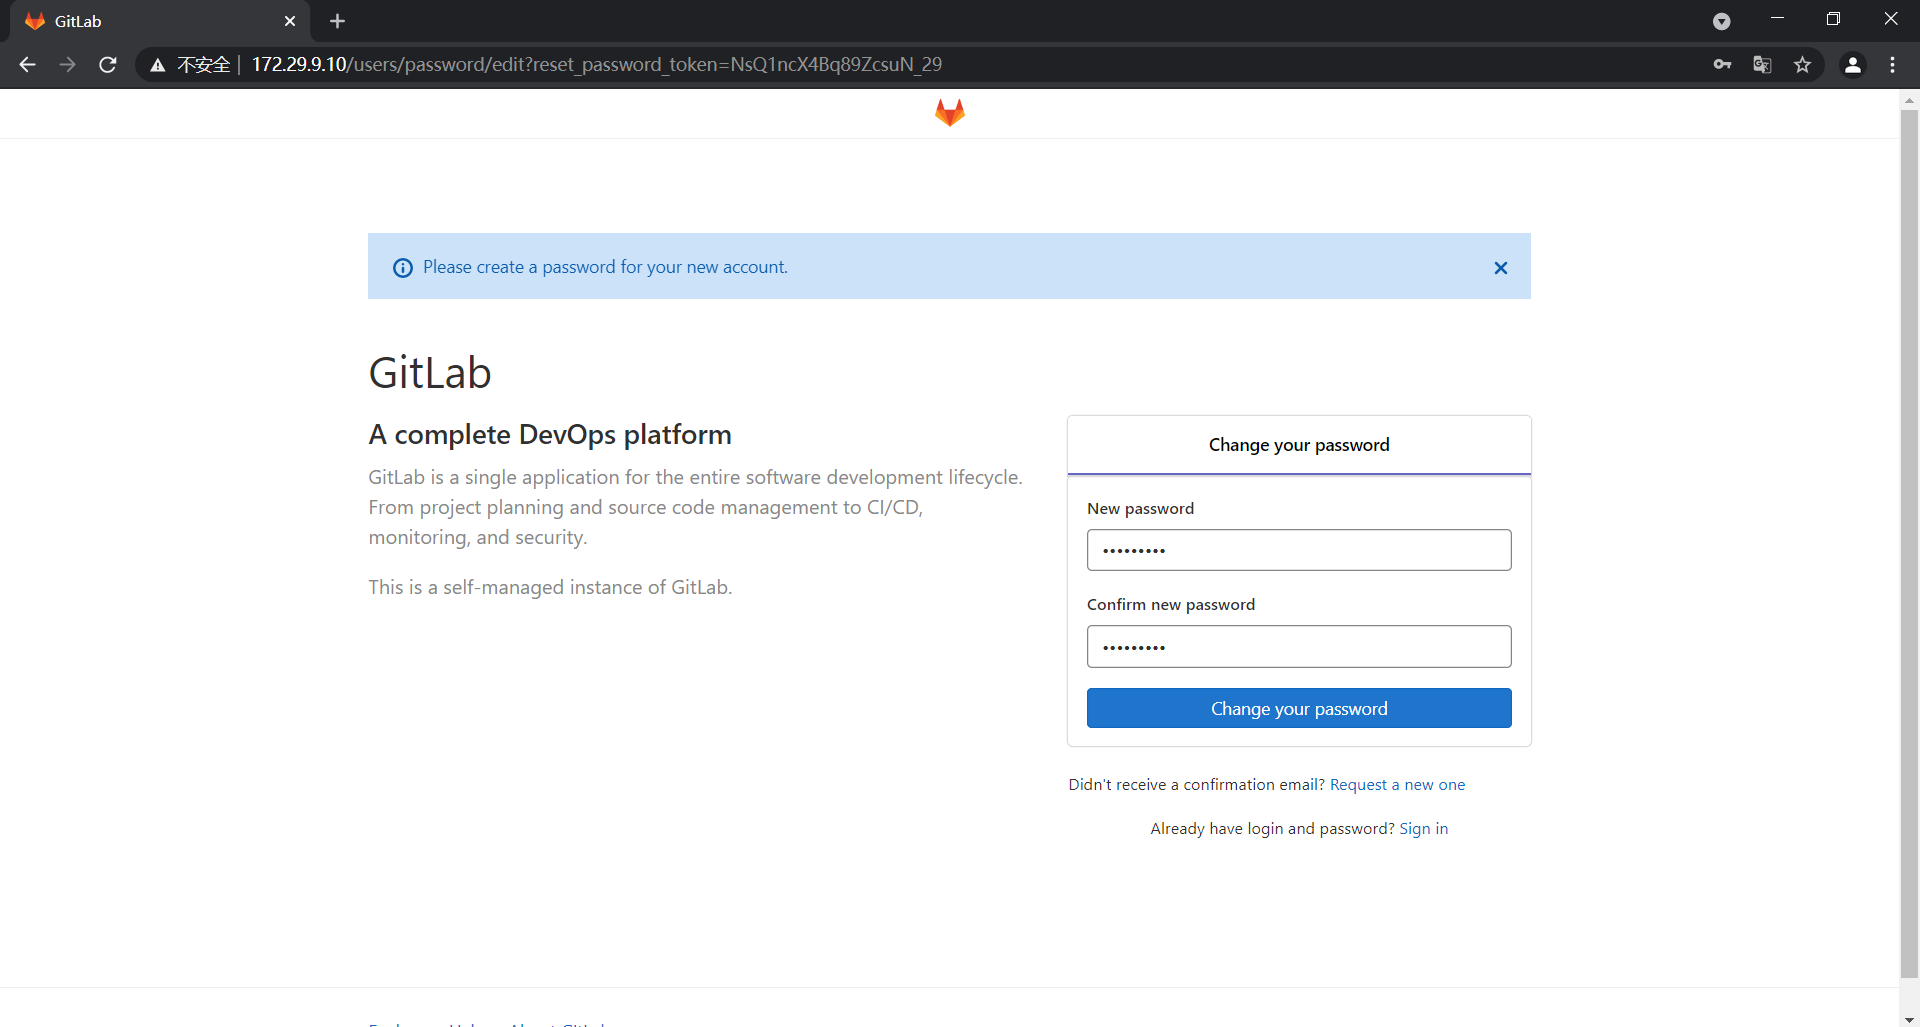 GitLab
不安全 | 172.29.9.10/users/password/edit?reset_password_token=NsQ1ncX4Bq89ZcsuN_29
Please create a password for your new account.
GitLab
A complete DevOps platform
GitLab is a single application for the entire software development lifecycle.
From project planning and source code management to CI/CD,
monitoring, and security.
This is a self-managed instance of GitLab.
Change your password
New password
•••••••••
Confirm new password
•••••••••
Change your password
Didn't receive a confirmation email? Request a new one
Already have login and password? Sign in